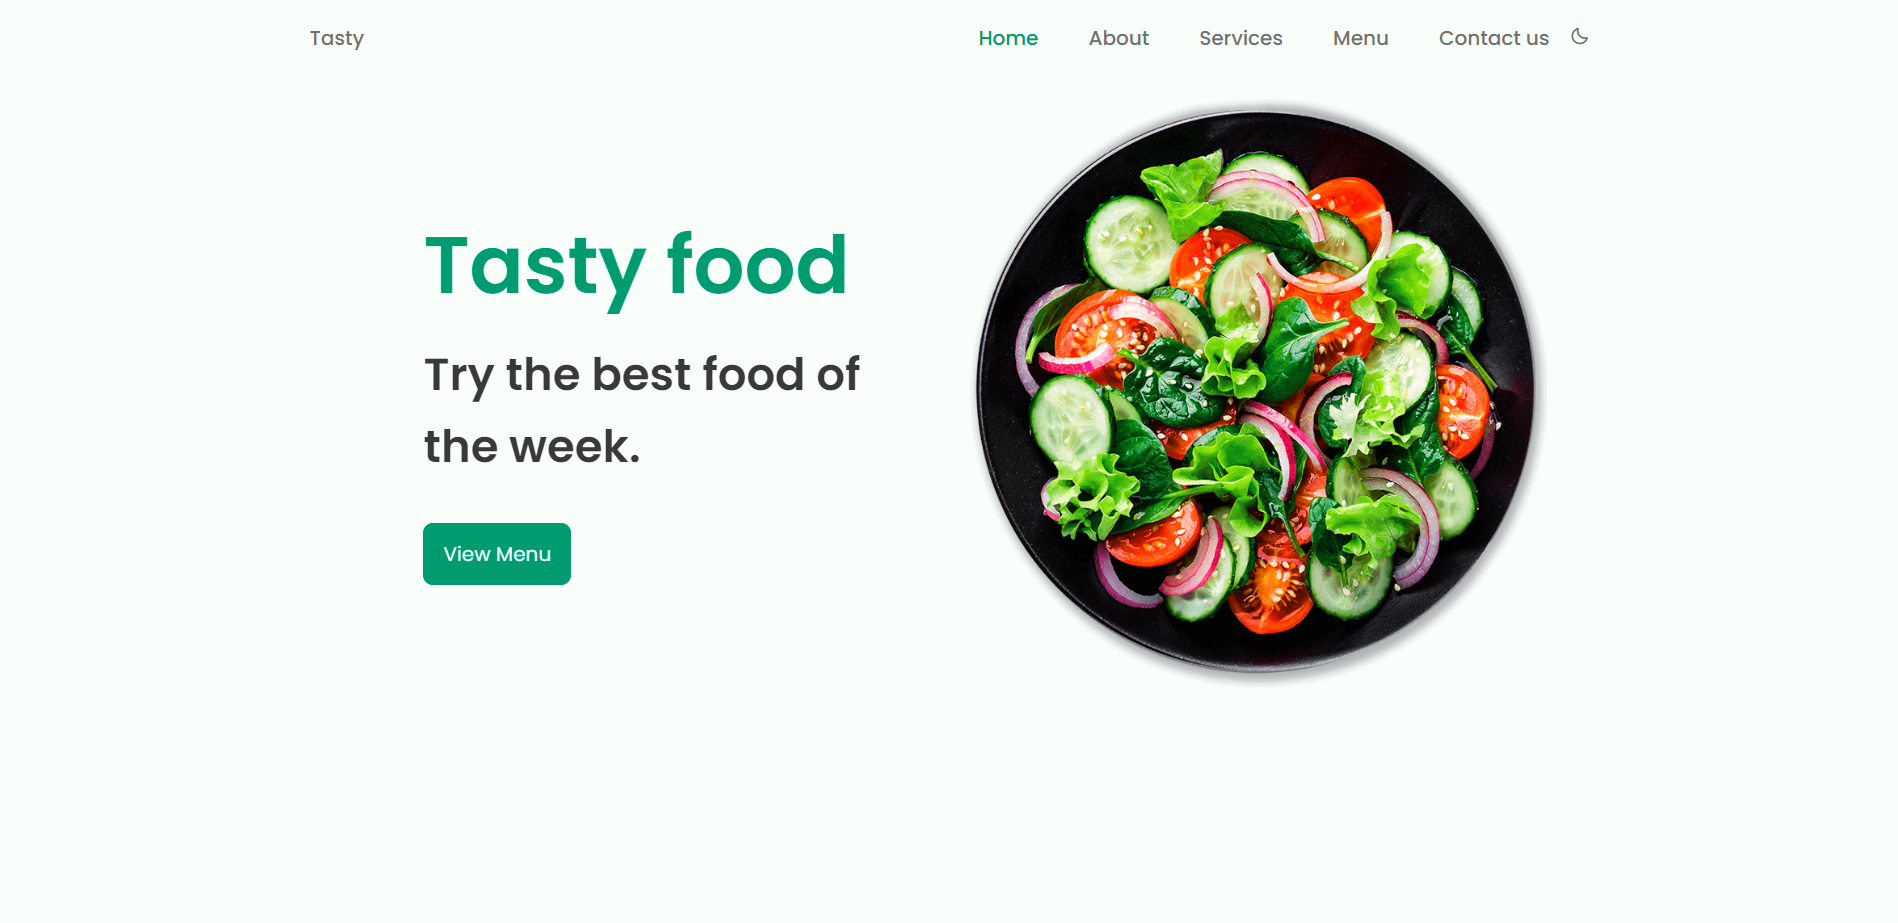 Tasty
Home About Services Menu Contact us
Tasty food
Try the best food of
the week.
View Menu